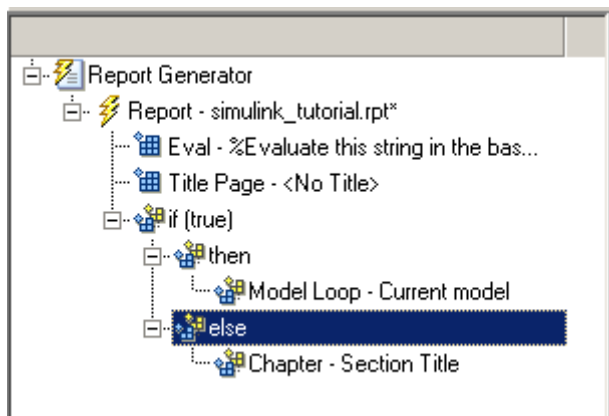 Report Generator
Report - simulink_tutorial.rpt*
Eval - %Evaluate this string in the bas...
Title Page - <No Title>
if (true)
then
Model Loop - Current model
else
Chapter - Section Title